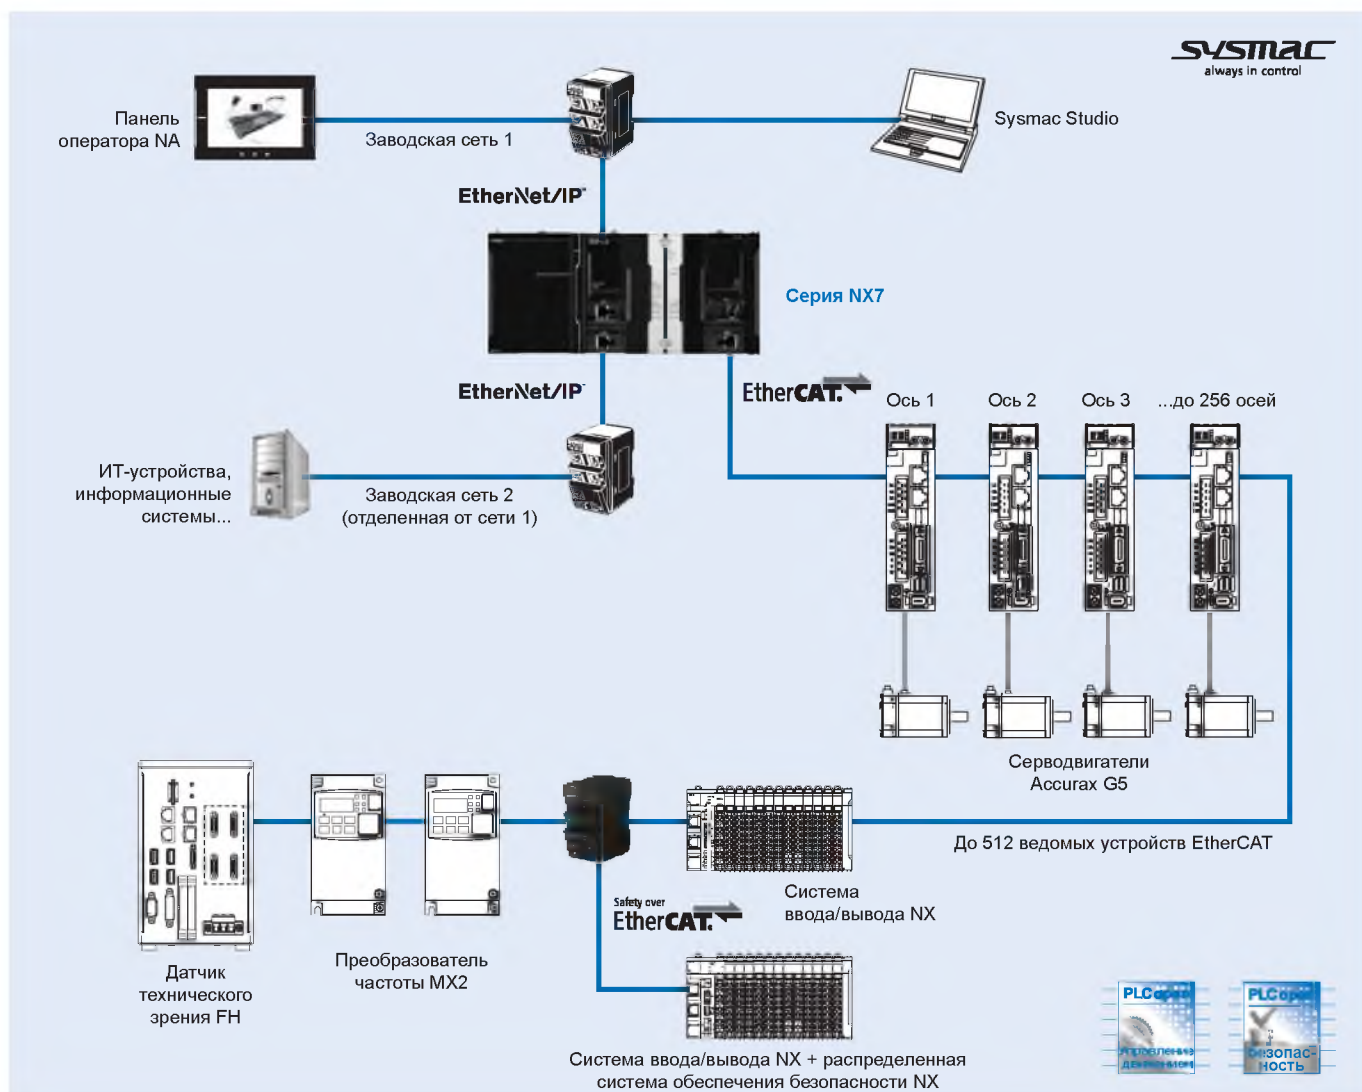 sysmac
always in control
Панель
оператора NA
Заводская сеть 1
Sysmac Studio
EtherNet/IP™
Серия NX7
EtherNet/IP
EtherCAT.
Ось 1
Ось 2
Ось 3
...до 256 осей
ИТ-устройства,
информационные
системы...
Заводская сеть 2
(отделенная от сети 1)
Серводвигатели
Accurax G5
До 512 ведомых устройств EtherCAT
Система
ввода/вывода NX
Safety over
EtherCAT.
Преобразователь
частоты MX2
Датчик
технического
зрения FH
Система ввода/вывода NX + распределенная
система обеспечения безопасности NX
PLCopen
Управление
движением
PLCopen
Безопас-
ность